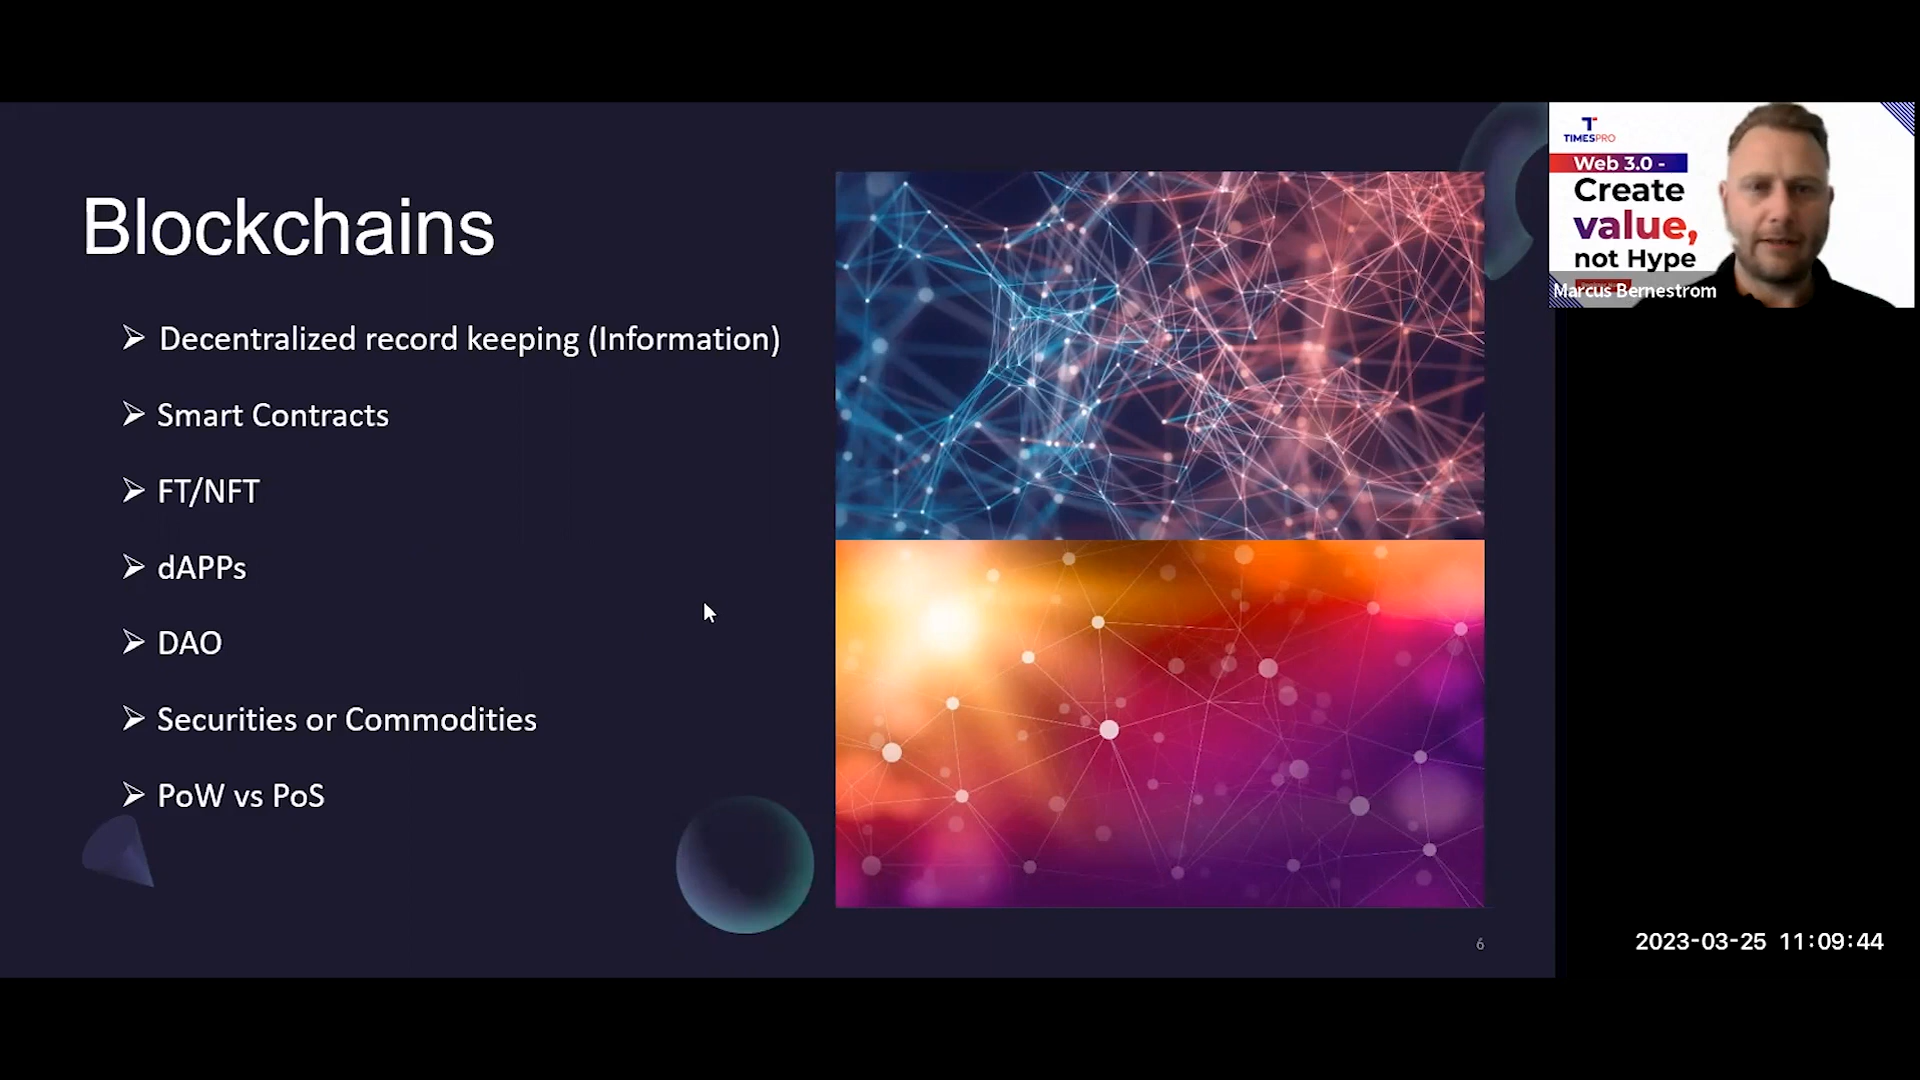 Blockchains
Decentralized record keeping (Information)
Smart Contracts
FT/NFT
dAPPs
DAO
Securities or Commodities
PoW vs PoS
6
TIMESPRO
Web 3.0 -
Create
value,
not Hype
Marcus Bernestrom
2023-03-25 11:09:44